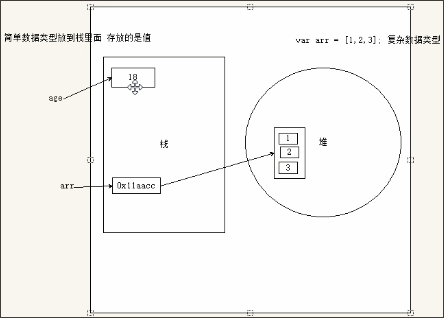 简单数据类型放到栈里面 存放的是值
var arr = [1,2,3]; 复杂数据类型
18
age
栈
堆
1
2
3
arr
0x11aacc